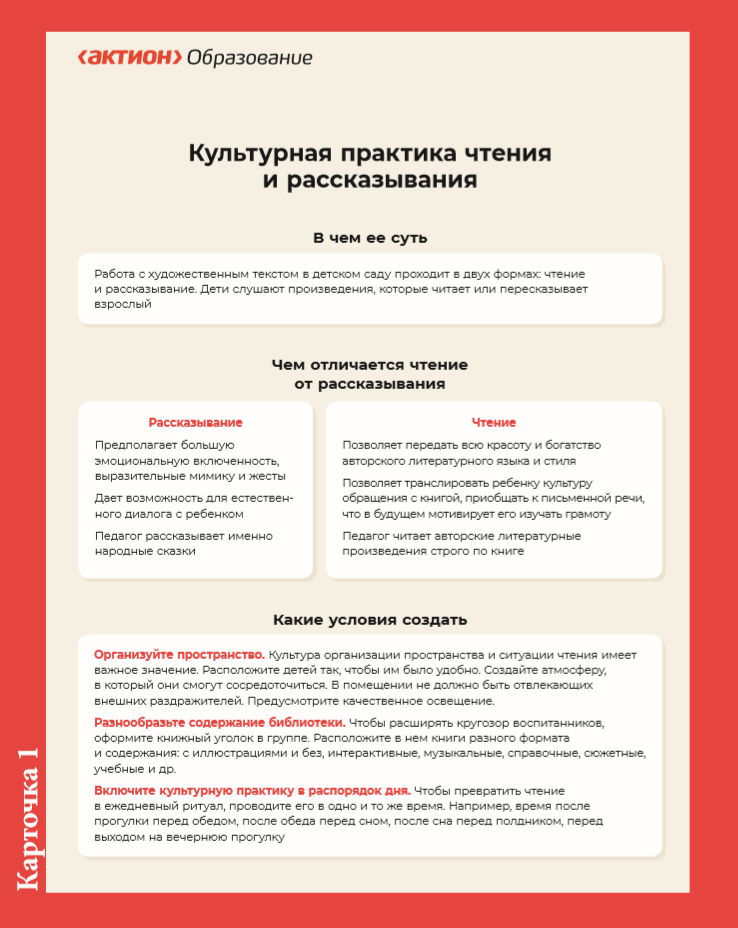 ‹актион› Образование
Культурная практика чтения
и рассказывания
В чем ее суть
Работа с художественным текстом в детском саду проходит в двух формах: чтение
и рассказывание. Дети слушают произведения, которые читает или пересказывает
взрослый
Чем отличается чтение
от рассказывания
Рассказывание
Предполагает большую
эмоциональную включенность,
выразительные мимику и жесты
Дает возможность для естествен-
ного диалога с ребенком
Педагог рассказывает именно
народные сказки
Чтение
Позволяет передать всю красоту и богатство
авторского литературного языка и стиля
Позволяет транслировать ребенку культуру
обращения с книгой, приобщать к письменной речи,
что в будущем мотивирует его изучать грамоту
Педагог читает авторские литературные
произведения строго по книге
Какие условия создать
Организуйте пространство. Культура организации пространства и ситуации чтения имеет
важное значение. Расположите детей так, чтобы им было удобно. Создайте атмосферу,
в который они смогут сосредоточиться. В помещении не должно быть отвлекающих
внешних раздражителей. Предусмотрите качественное освещение.
Разнообразьте содержание библиотеки. Чтобы расширять кругозор воспитанников,
оформите книжный уголок в группе. Расположите в нем книги разного формата
и содержания: с иллюстрациями и без, интерактивные, музыкальные, справочные, сюжетные,
учебные и др.
Включите культурную практику в распорядок дня. Чтобы превратить чтение
в ежедневный ритуал, проводите его в одно и то же время. Например, время после
прогулки перед обедом, после обеда перед сном, после сна перед полдником, перед
выходом на вечернюю прогулку
Карточка 1